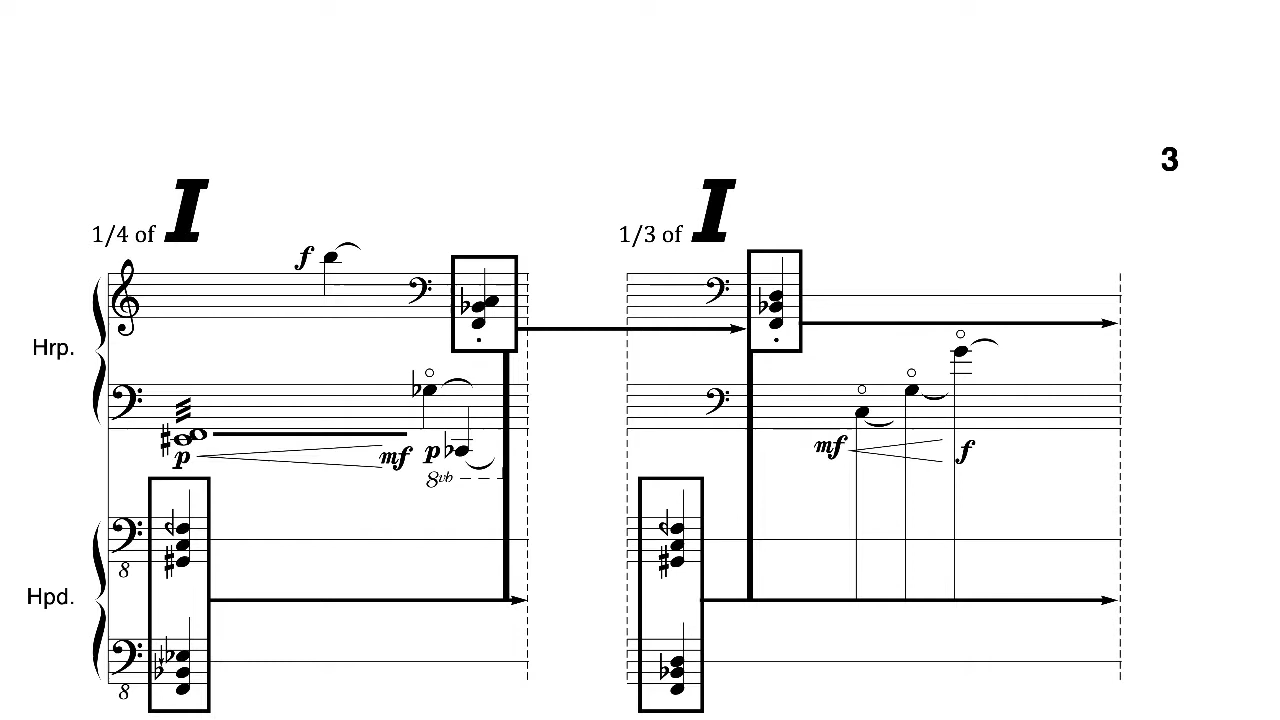 3
1/4 of I
1/3 of I
f
Hrp.
p
mf
p
8vb
mf
f
8
Hpd.
8